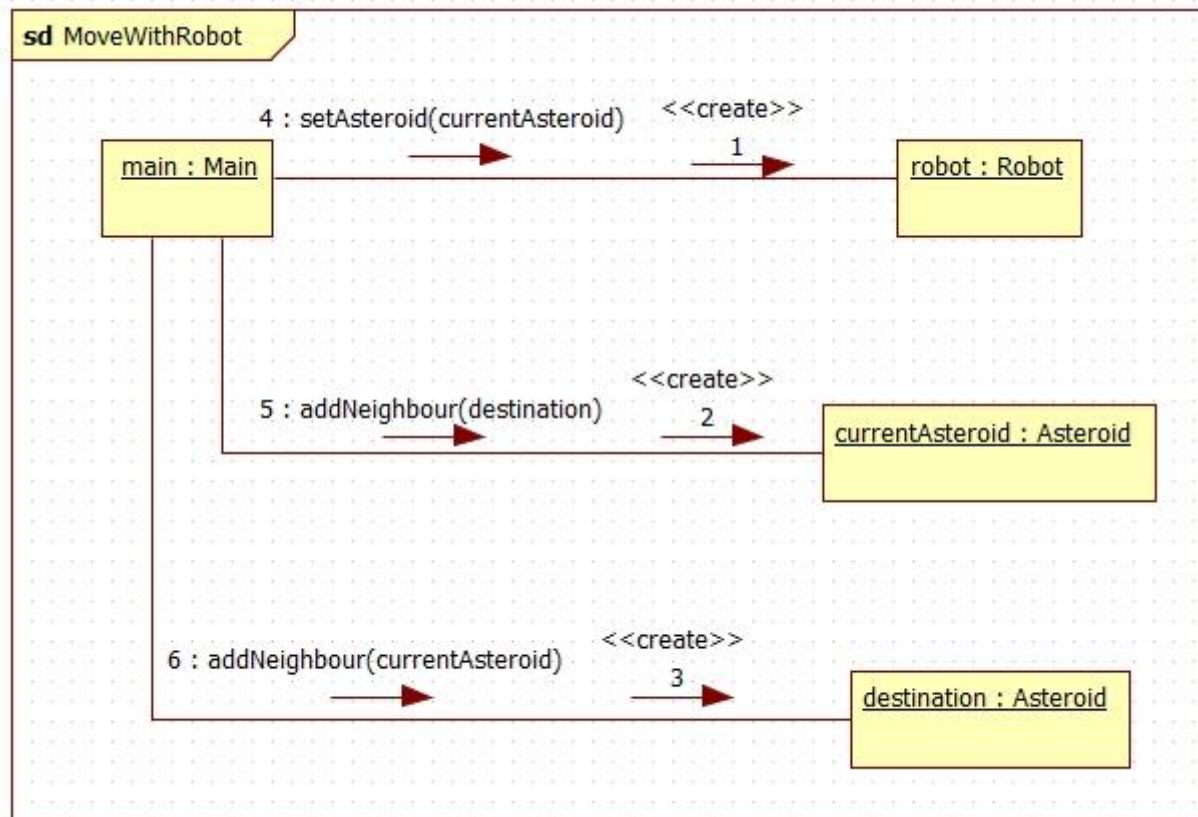 sd MoveWithRobot
4 : setAsteroid(currentAsteroid)
<<create>>
1
main : Main
robot : Robot
5 : addNeighbour(destination)
<<create>>
2
currentAsteroid : Asteroid
6 : addNeighbour(currentAsteroid)
<<create>>
3
destination : Asteroid